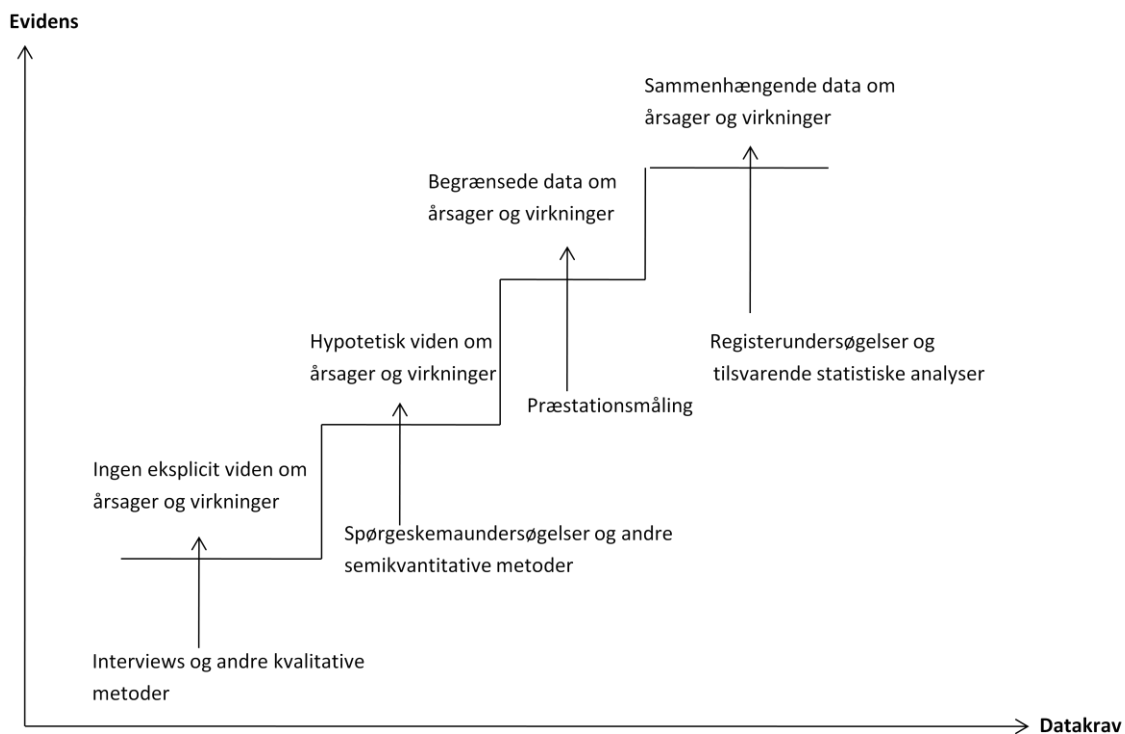 Evidens
Sammenhængende data om
årsager og virkninger
Begrænsede data om
årsager og virkninger
Hypotetisk viden om
årsager og virkninger
Registerundersøgelser og
tilsvarende statistiske analyser
Præstationsmåling
Ingen eksplicit viden om
årsager og virkninger
Spørgeskemaundersøgelser og andre
semikvantitative metoder
Interviews og andre kvalitative
metoder
Datakrav